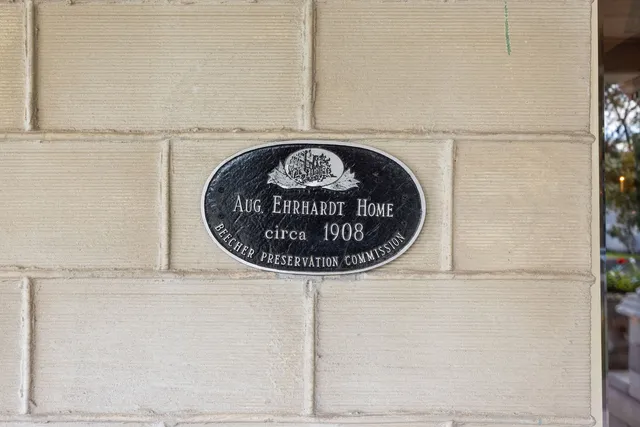 Aug. Ehrhardt Home
circa 1908
BEECHER PRESERVATION COMMISSION